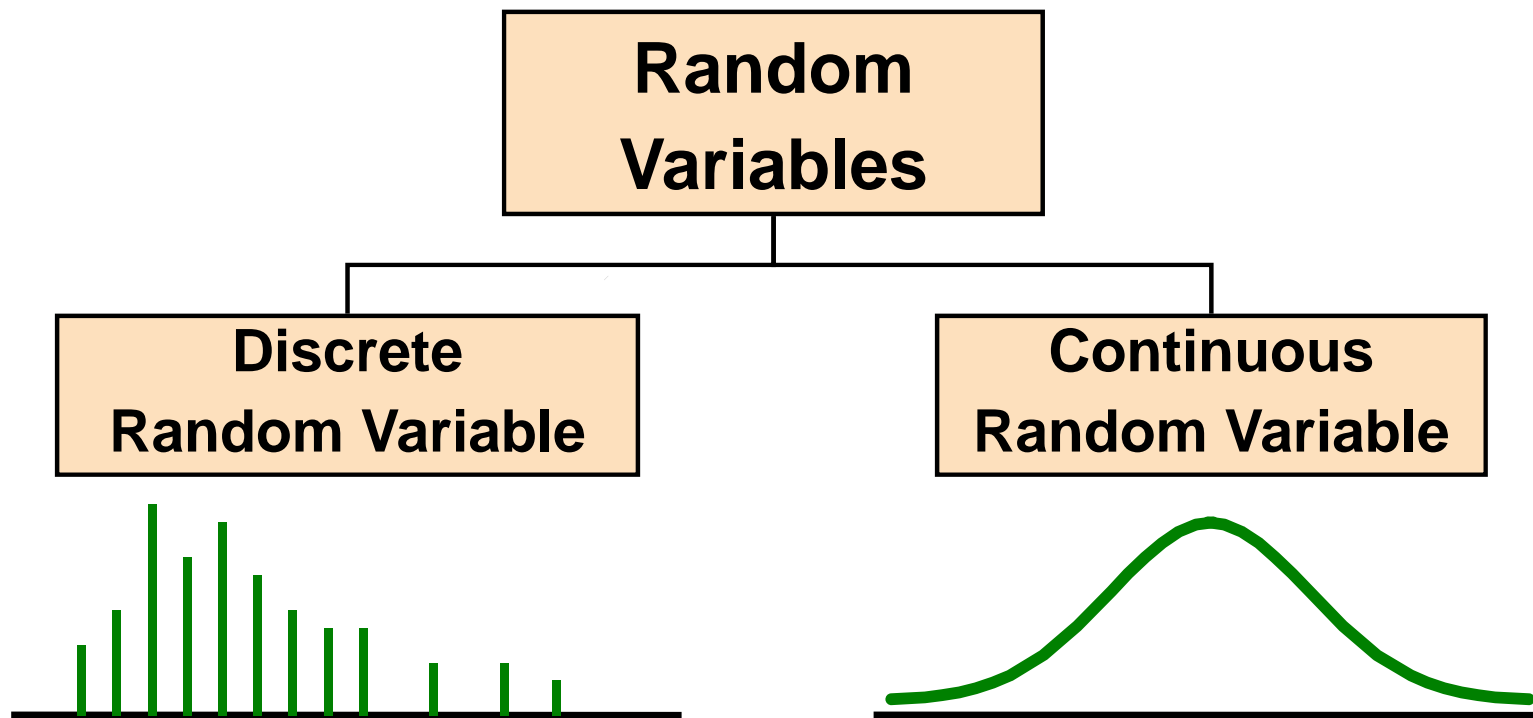 Random
Variables
Discrete
Random Variable
Continuous
Random Variable